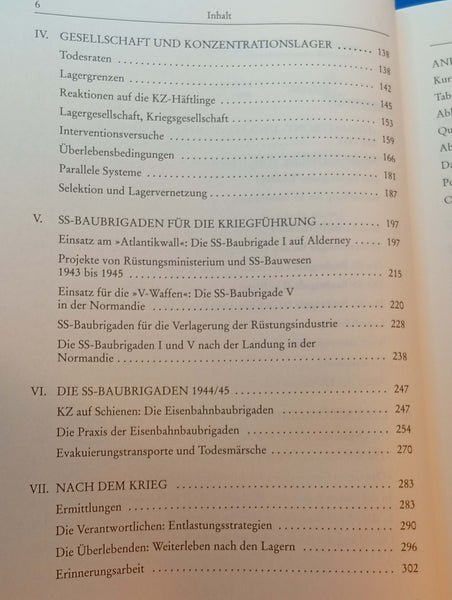 6
Inhalt
IV. GESELLSCHAFT UND KONZENTRATIONSLAGER ....... 138
Todesraten ....... 138
Lagergrenzen ....... 142
Reaktionen auf die KZ-Häftlinge ....... 145
Lagergesellschaft, Kriegsgesellschaft ....... 153
Interventionsversuche ....... 159
Überlebensbedingungen ....... 166
Parallele Systeme ....... 181
Selektion und Lagervernetzung ....... 187
V. SS-BAUBRIGADEN FÜR DIE KRIEGFÜHRUNG ....... 197
Einsatz am »Atlantikwall«: Die SS-Baubrigade I auf Alderney .. 197
Projekte von Rüstungsministerium und SS-Bauwesen
1943 bis 1945 ....... 215
Einsatz für die »V-Waffen«: Die SS-Baubrigade V
in der Normandie ....... 220
SS-Baubrigaden für die Verlagerung der Rüstungsindustrie .... 228
Die SS-Baubrigaden I und V nach der Landung in der
Normandie ....... 238
VI. DIE SS-BAUBRIGADEN 1944/45 ....... 247
KZ auf Schienen: Die Eisenbahnbaubrigaden ....... 247
Die Praxis der Eisenbahnbaubrigaden ....... 254
Evakuierungstransporte und Todesmärsche ....... 270
VII. NACH DEM KRIEG ....... 283
Ermittlungen ....... 283
Die Verantwortlichen: Entlastungsstrategien ....... 290
Die Überlebenden: Weiterleben nach den Lagern ....... 296
Erinnerungsarbeit ....... 302
Kur
Tab
Qu